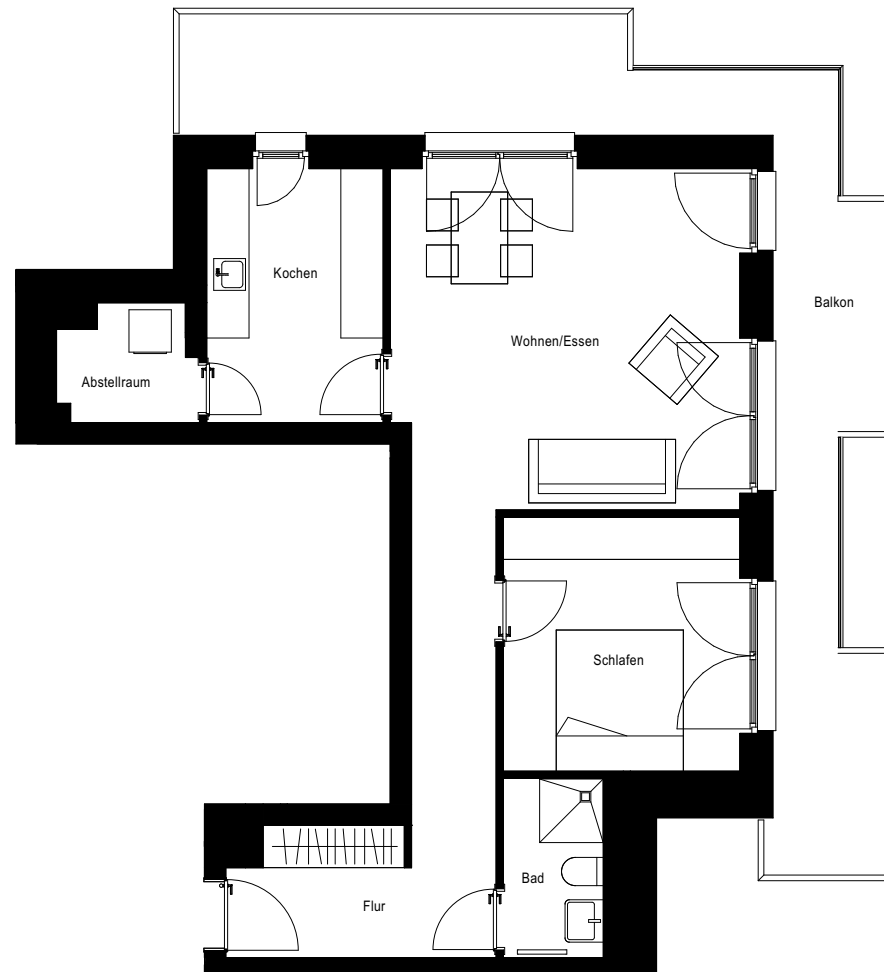 Kochen
Balkon
Wohnen/Essen
Abstellraum
Schlafen
Bad
Flur